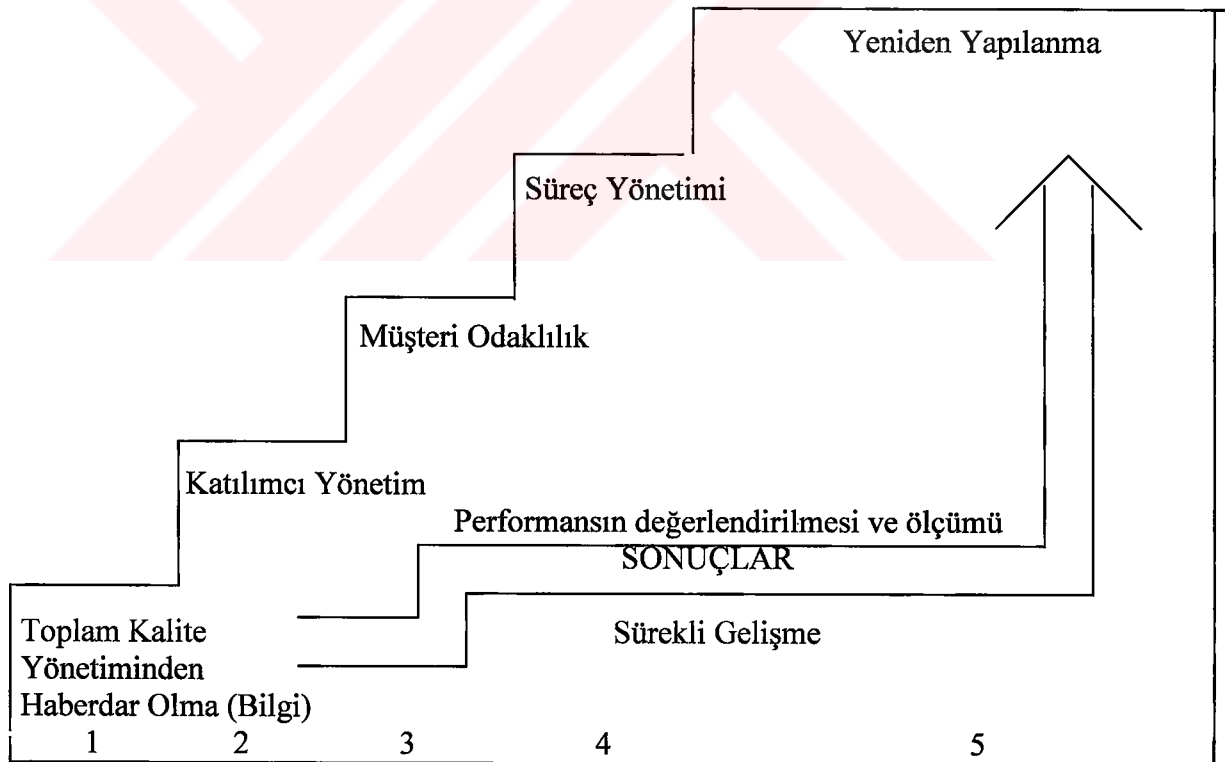 Yeniden Yapılanma
Süreç Yönetimi
Müşteri Odaklılık
Katılımcı Yönetim
Performansın değerlendirilmesi ve ölçümü
SONUÇLAR
Toplam Kalite
Yönetiminden
Haberdar Olma (Bilgi)
Sürekli Gelişme
1 2 3 4 5